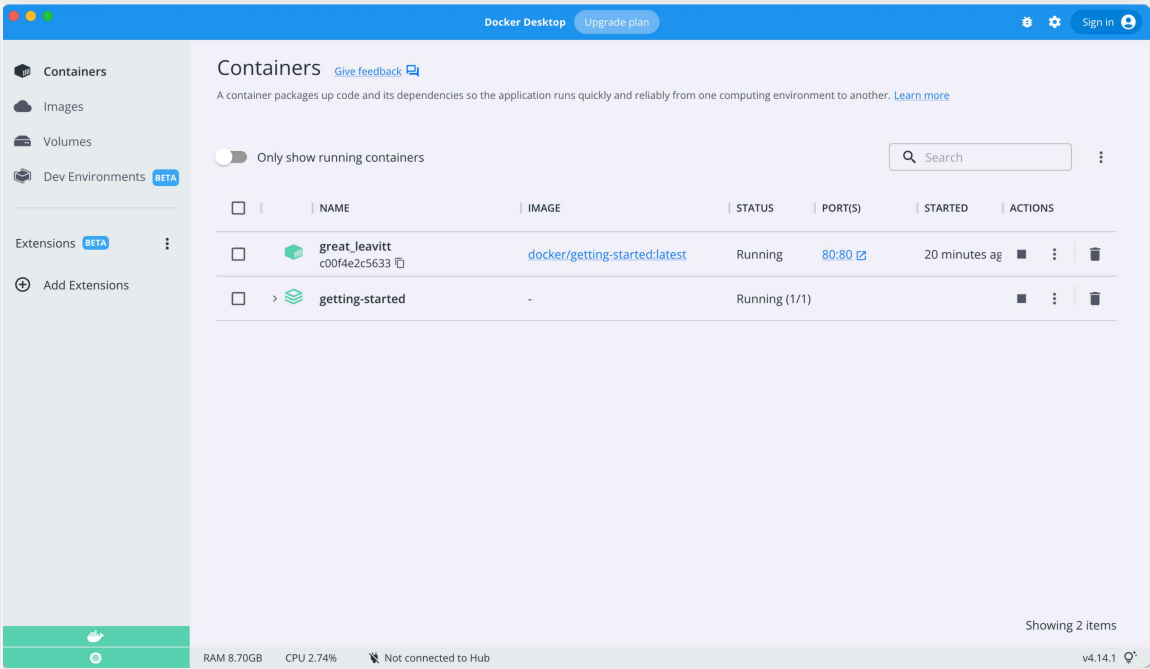 Docker Desktop Upgrade plan Sign in
Containers
Images
Volumes
Dev Environments BETA
Extensions BETA
Add Extensions
Containers Give feedback
A container packages up code and its dependencies so the application runs quickly and reliably from one computing environment to another. Learn more
Only show running containers Search
NAME IMAGE STATUS PORT(S) STARTED ACTIONS
great_leavitt docker/getting-started:latest Running 80:80 20 minutes ag
c00f4e2c5633
getting-started - Running (1/1)
Showing 2 items
RAM 8.70GB CPU 2.74% Not connected to Hub v4.14.1